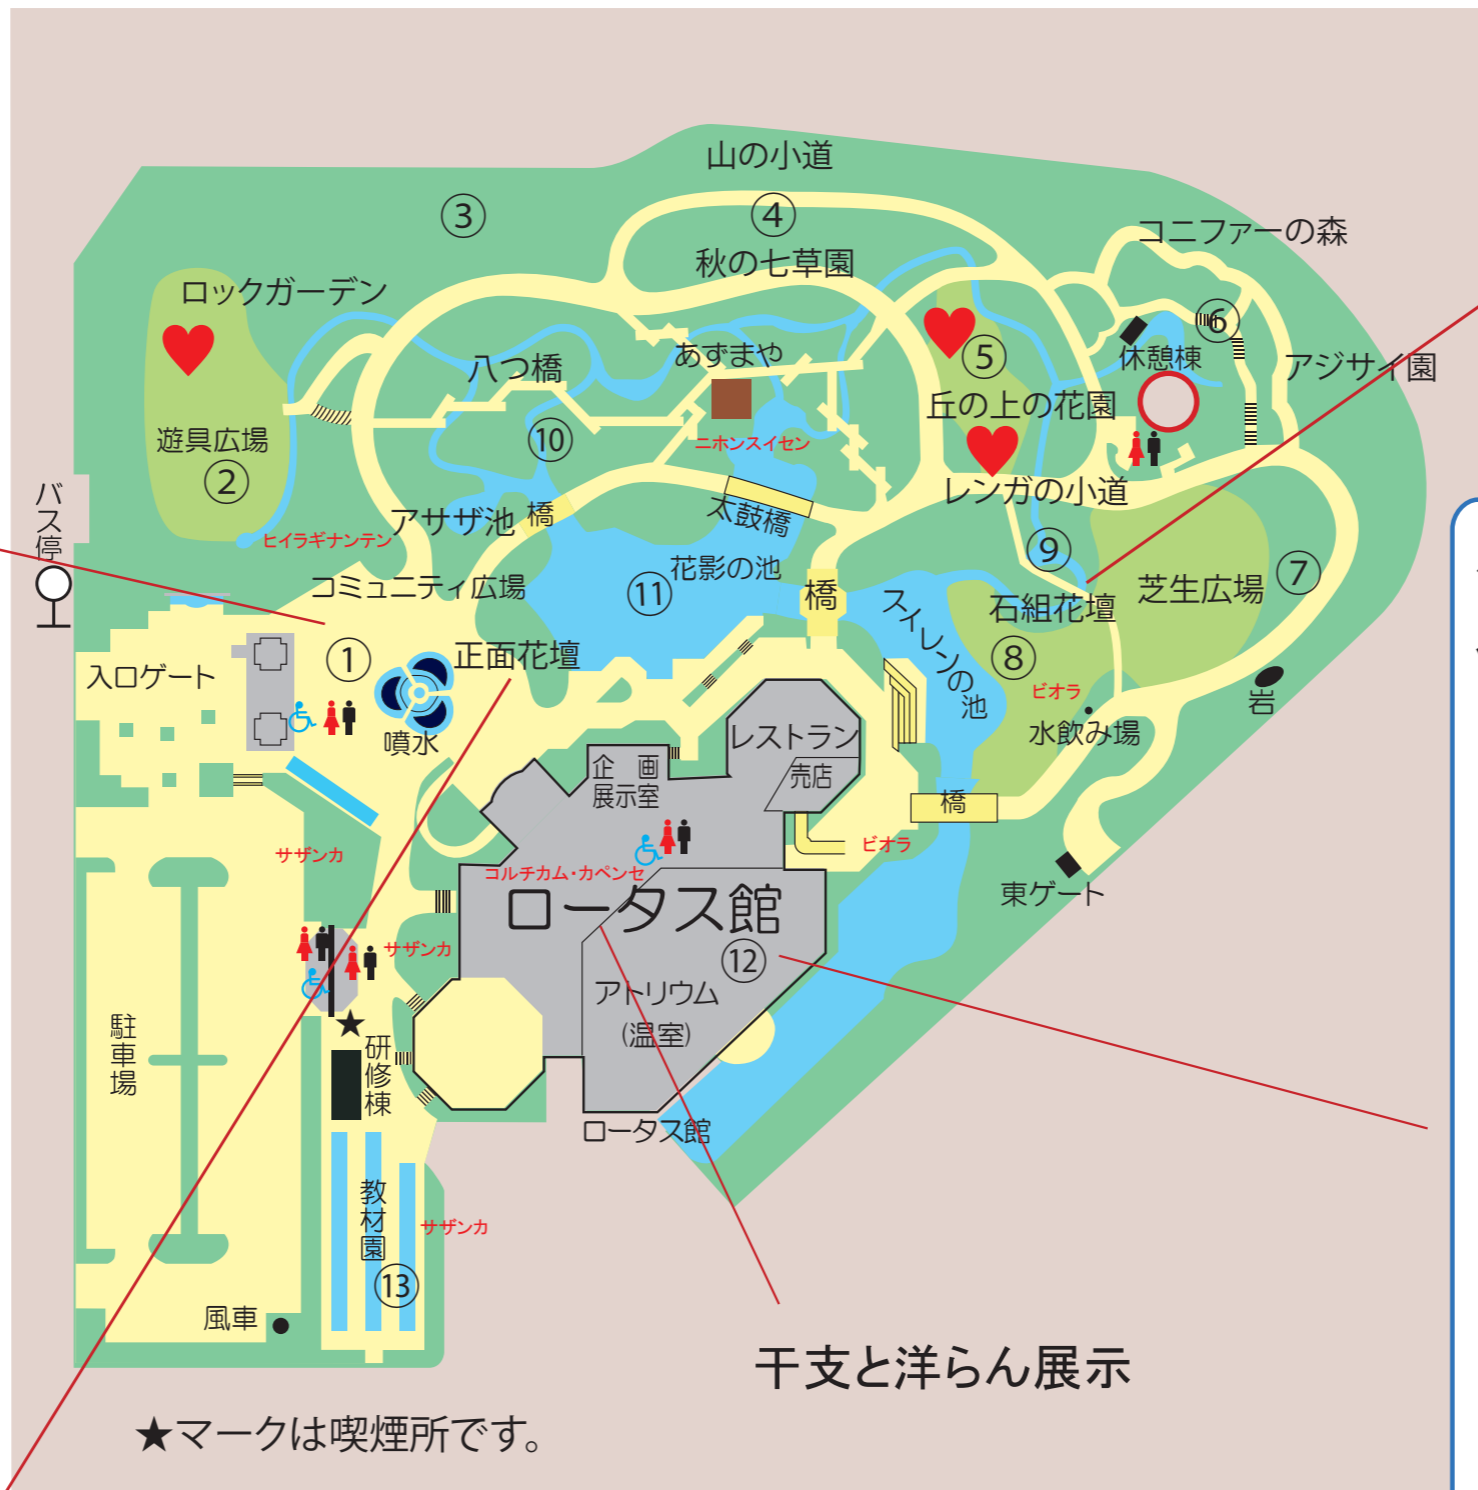 山の小道
③
④
コニファーの森
秋の七草園
ロックガーデン
⑥
あずまや
⑤
休憩棟
アジサイ園
八つ橋
丘の上の花園
遊具広場
⑩
ニホンスイセン
②
レンガの小道
バス停
アサザ池
橋
太鼓橋
ヒイラギナンテン
⑨
花影の池
コミュニティ広場
⑪
橋
ストレンの池
石組花壇
芝生広場
⑦
入口ゲート
①
正面花壇
⑧
ビオラ
岩
噴水
レストラン
水飲み場
企画
展示室
売店
橋
サザンカ
ビオラ
コルチカム・カペンセ
東ゲート
ロータス館
サザンカ
⑫
アトリウム
(温室)
駐車場
★
研修棟
ロータス館
教材園
サザンカ
⑬
風車
干支と洋らん展示
★マークは喫煙所です。